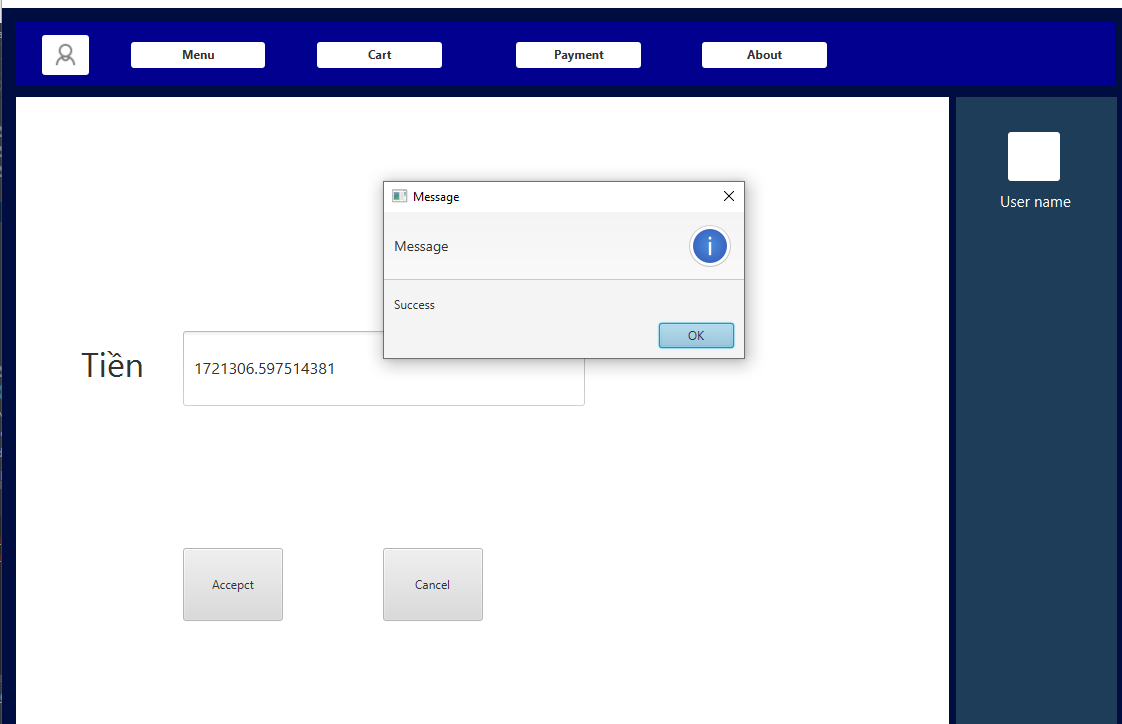 Menu
Cart
Payment
About
User name
Message
Message
Success
OK
Tiền
1721306.597514381
Accepct
Cancel